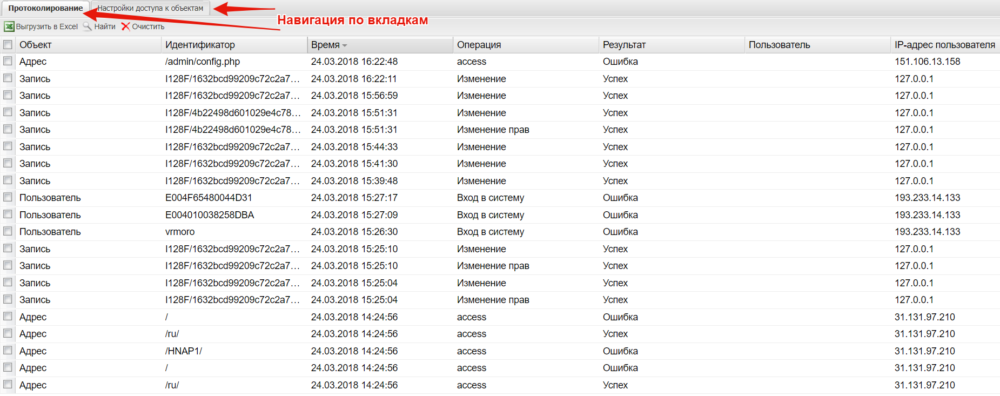 Протоколирование Настройки доступа к объектам
Навигация по вкладкам
Выгрузить в Excel Найти Очистить
Объект Идентификатор Время Операция Результат Пользователь IP-адрес пользователя
Адрес /admin/config.php 24.03.2018 16:22:48 access Ошибка 151.106.13.158
Запись I128F/1632bcd99209c72c2a7... 24.03.2018 16:22:11 Изменение Успех 127.0.0.1
Запись I128F/1632bcd99209c72c2a7... 24.03.2018 15:56:59 Изменение Успех 127.0.0.1
Запись I128F/4b22498d601029e4c78... 24.03.2018 15:51:31 Изменение Успех 127.0.0.1
Запись I128F/4b22498d601029e4c78... 24.03.2018 15:51:31 Изменение прав Успех 127.0.0.1
Запись I128F/1632bcd99209c72c2a7... 24.03.2018 15:44:33 Изменение Успех 127.0.0.1
Запись I128F/1632bcd99209c72c2a7... 24.03.2018 15:41:30 Изменение Успех 127.0.0.1
Запись I128F/1632bcd99209c72c2a7... 24.03.2018 15:39:48 Изменение Успех 127.0.0.1
Пользователь E004F65480044D31 24.03.2018 15:27:17 Вход в систему Ошибка 193.233.14.133
Пользователь E004010038258DBA 24.03.2018 15:27:09 Вход в систему Ошибка 193.233.14.133
Пользователь vrmoro 24.03.2018 15:26:30 Вход в систему Ошибка 193.233.14.133
Запись I128F/1632bcd99209c72c2a7... 24.03.2018 15:25:10 Изменение Успех 127.0.0.1
Запись I128F/1632bcd99209c72c2a7... 24.03.2018 15:25:10 Изменение прав Успех 127.0.0.1
Запись I128F/1632bcd99209c72c2a7... 24.03.2018 15:25:04 Изменение Успех 127.0.0.1
Запись I128F/1632bcd99209c72c2a7... 24.03.2018 15:25:04 Изменение прав Успех 127.0.0.1
Адрес / 24.03.2018 14:24:56 access Ошибка 31.131.97.210
Адрес /ru/ 24.03.2018 14:24:56 access Успех 31.131.97.210
Адрес /HNAP1/ 24.03.2018 14:24:56 access Ошибка 31.131.97.210
Адрес / 24.03.2018 14:24:56 access Ошибка 31.131.97.210
Адрес /ru/ 24.03.2018 14:24:56 access Успех 31.131.97.210